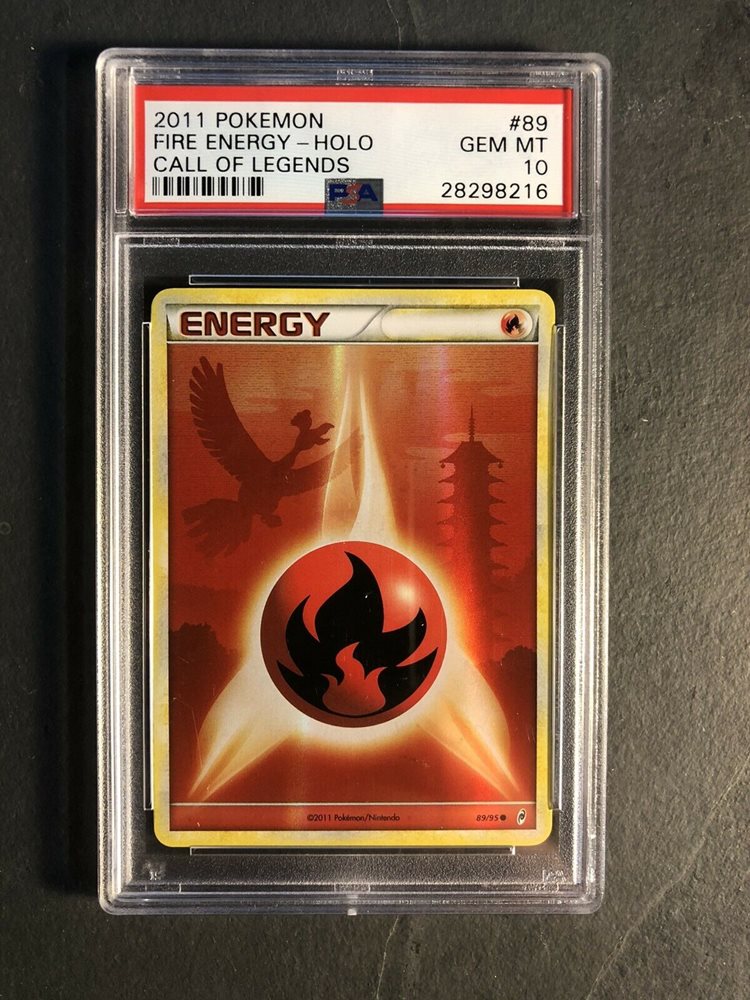 2011 POKEMON #89
FIRE ENERGY – HOLO GEM MT
CALL OF LEGENDS 10
PSA 28298216
ENERGY
©2011 Pokémon/Nintendo 89/95